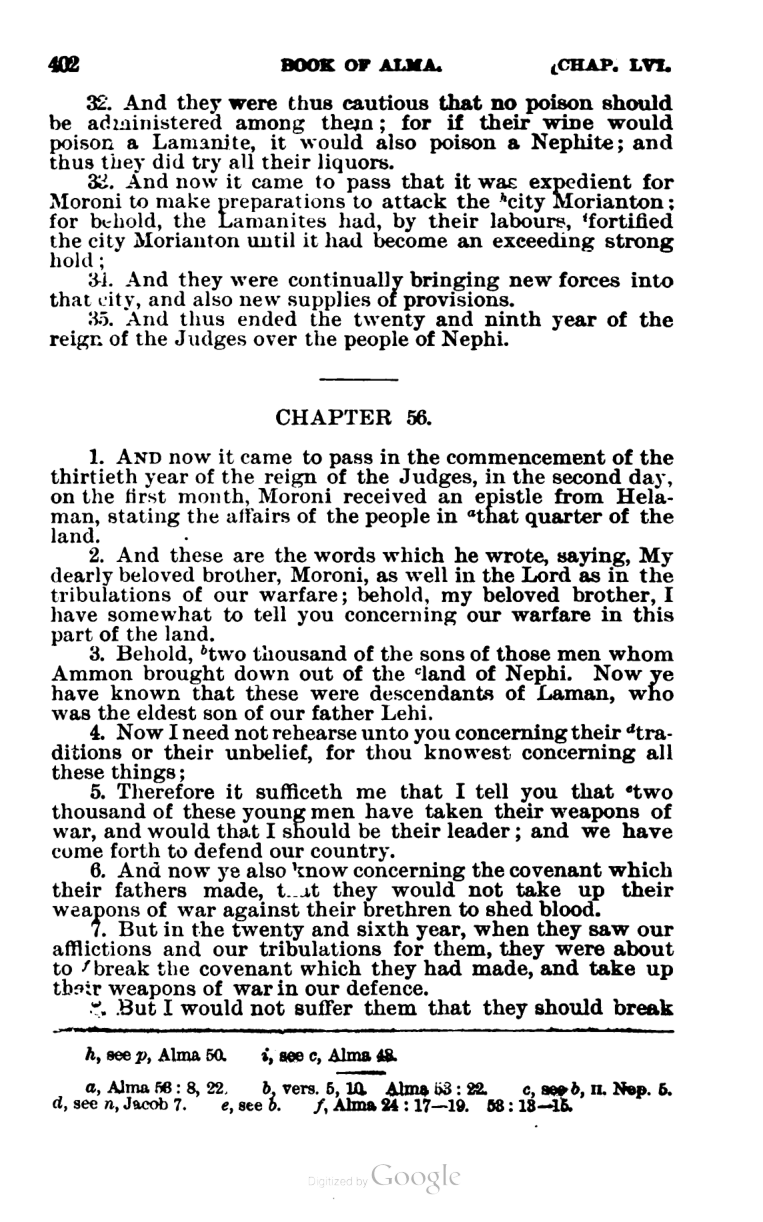 402 BOOK OF ALMA. [CHAP. LVI.
32. And they were thus cautious that no poison should
be administered among them; for if their wine would
poison a Lamanite, it would also poison a Nephite; and
thus they did try all their liquors.
33. And now it came to pass that it was expedient for
Moroni to make preparations to attack the ʰcity Morianton;
for behold, the Lamanites had, by their labours, ⁱfortified
the city Morianton until it had become an exceeding strong
hold;
34. And they were continually bringing new forces into
that city, and also new supplies of provisions.
35. And thus ended the twenty and ninth year of the
reign of the Judges over the people of Nephi.
CHAPTER 56.
1. AND now it came to pass in the commencement of the
thirtieth year of the reign of the Judges, in the second day,
on the first month, Moroni received an epistle from Hela-
man, stating the affairs of the people in ᵃthat quarter of the
land.
2. And these are the words which he wrote, saying, My
dearly beloved brother, Moroni, as well in the Lord as in the
tribulations of our warfare; behold, my beloved brother, I
have somewhat to tell you concerning our warfare in this
part of the land.
3. Behold, ᵇtwo thousand of the sons of those men whom
Ammon brought down out of the ᶜland of Nephi. Now ye
have known that these were descendants of Laman, who
was the eldest son of our father Lehi.
4. Now I need not rehearse unto you concerning their ᵈtra-
ditions or their unbelief, for thou knowest concerning all
these things;
5. Therefore it sufficeth me that I tell you that ᵉtwo
thousand of these young men have taken their weapons of
war, and would that I should be their leader; and we have
come forth to defend our country.
6. And now ye also know concerning the covenant which
their fathers made, that they would not take up their
weapons of war against their brethren to shed blood.
7. But in the twenty and sixth year, when they saw our
afflictions and our tribulations for them, they were about
to ᶠbreak the covenant which they had made, and take up
their weapons of war in our defence.
8. But I would not suffer them that they should break
h, see p, Alma 50. i, see c, Alma 48.
a, Alma 56 : 8, 22. b, vers. 5, 10. Alma 53 : 22. c, see b, II. Nep. 5.
d, see n, Jacob 7. e, see b. f, Alma 24 : 17—19. 53 : 13—15.
Digitized by Google